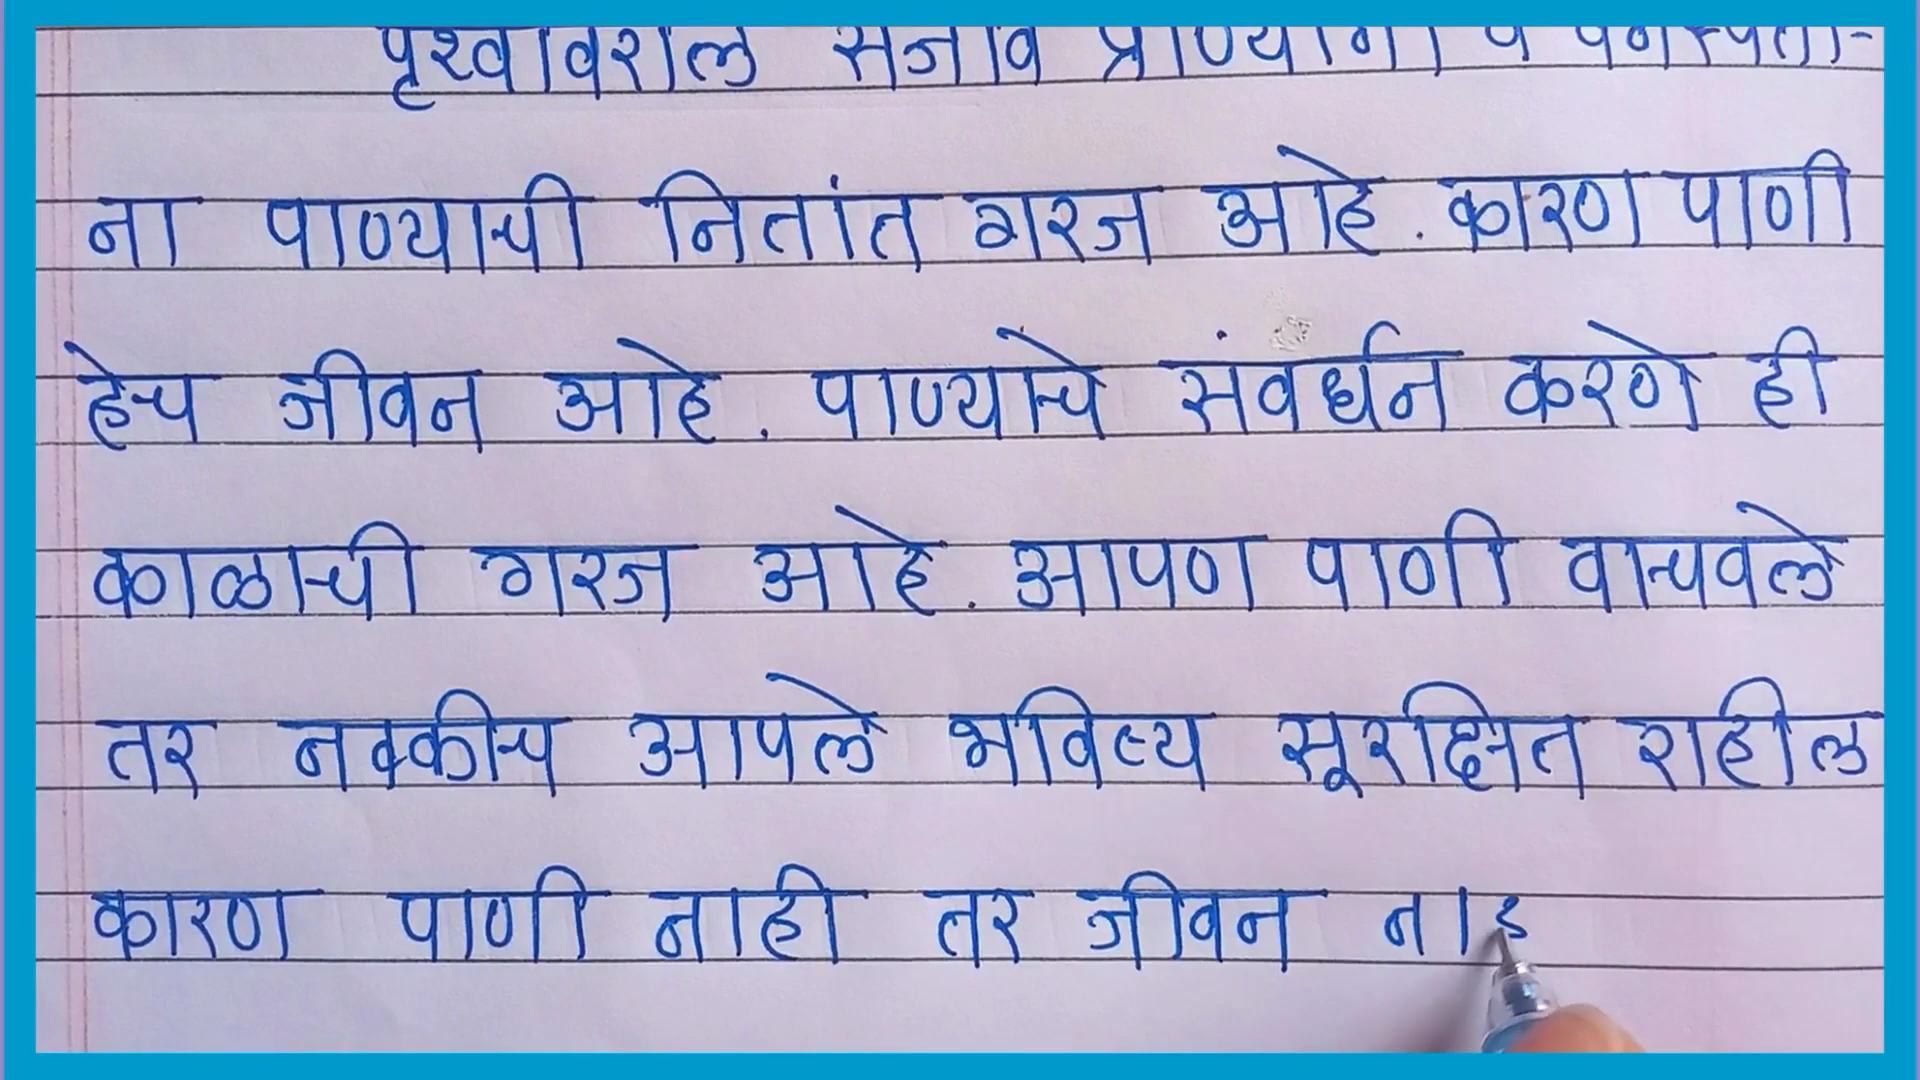 पृथ्वीवरील सजीव प्राण्यांना व वनस्पतीं-
ना पाण्याची नितांत गरज आहे. कारण पाणी
हेच जीवन आहे. पाण्याचे संवर्धन करणे ही
काळाची गरज आहे. आपण पाणी वाचवले
तर नक्कीच आपले भविष्य सूरक्षित राहील
कारण पाणी नाही तर जीवन नाह